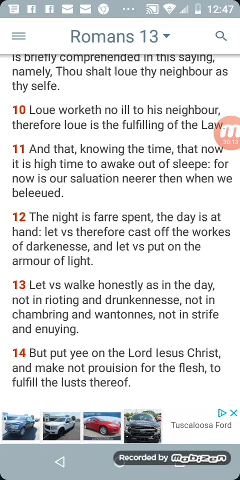 12:47
Romans 13
is briefly comprehended in this saying,
namely, Thou shalt loue thy neighbour as
thy selfe.
10 Loue worketh no ill to his neighbour,
therefore loue is the fulfilling of the Law.
11 And that, knowing the time, that now
it is high time to awake out of sleepe: for
now is our saluation neerer then when we
beleeued.
12 The night is farre spent, the day is at
hand: let vs therefore cast off the workes
of darkenesse, and let vs put on the
armour of light.
13 Let vs walke honestly as in the day,
not in rioting and drunkennesse, not in
chambring and wantonnes, not in strife
and enuying.
14 But put yee on the Lord Iesus Christ,
and make not prouision for the flesh, to
fulfill the lusts thereof.
Tuscaloosa Ford
Recorded by mobizen